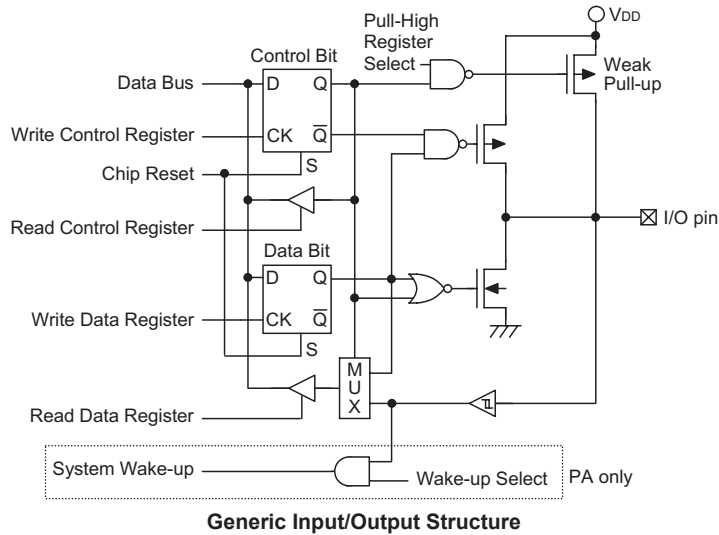 VDD
Pull-High
Register
Select
Control Bit
Weak
Pull-up
Data Bus
D
Q
Write Control Register
CK
Q̅
S
Chip Reset
Read Control Register
I/O pin
Data Bit
D
Q
Write Data Register
CK
Q̅
S
M
U
X
Read Data Register
System Wake-up
Wake-up Select
PA only
Generic Input/Output Structure